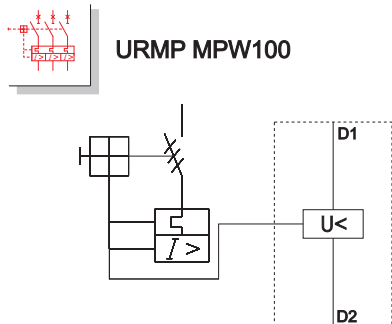 I> I> I>
URMP MPW100
D1
U<
I >
D2